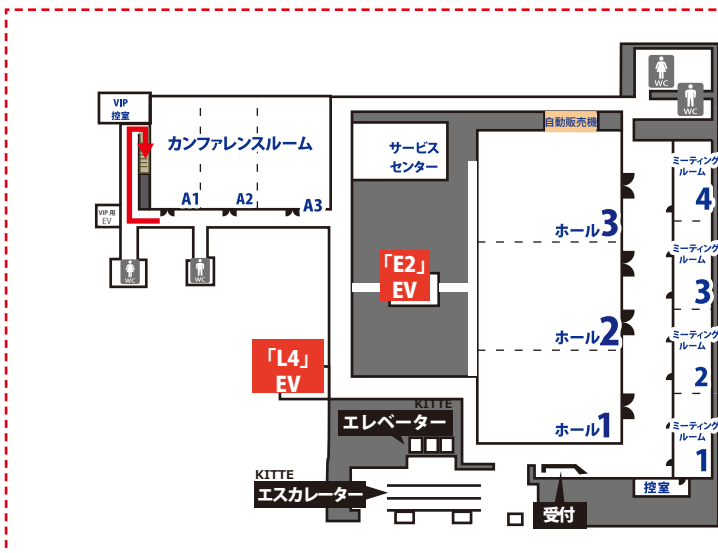 VIP
控室
カンファレンスルーム
A1
A2
A3
VIP用
EV
WC
WC
サービス
センター
自動販売機
WC
WC
「E2」
EV
「L4」
EV
ホール3
ホール2
ホール1
ミーティング
ルーム
4
ミーティング
ルーム
3
ミーティング
ルーム
2
ミーティング
ルーム
1
KITTE
エレベーター
KITTE
エスカレーター
受付
控室